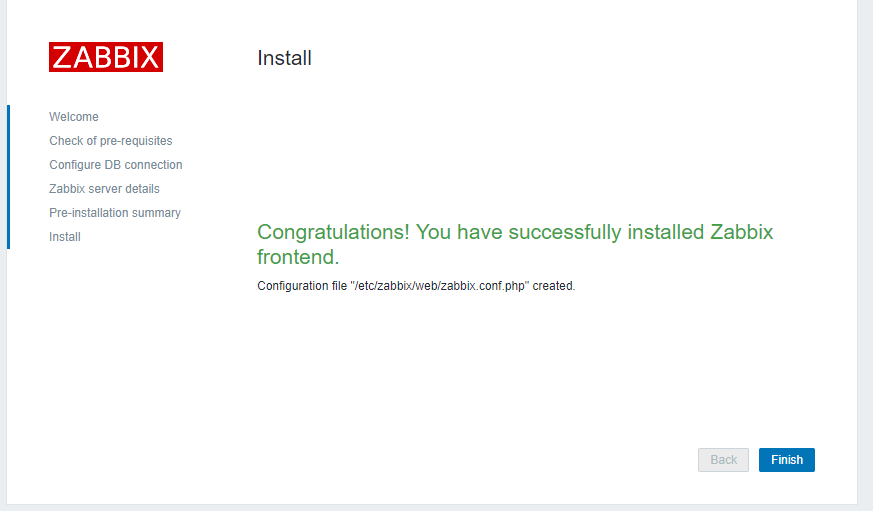 ZABBIX
Install
Welcome
Check of pre-requisites
Configure DB connection
Zabbix server details
Pre-installation summary
Install
Congratulations! You have successfully installed Zabbix
frontend.
Configuration file "/etc/zabbix/web/zabbix.conf.php" created.
Back
Finish